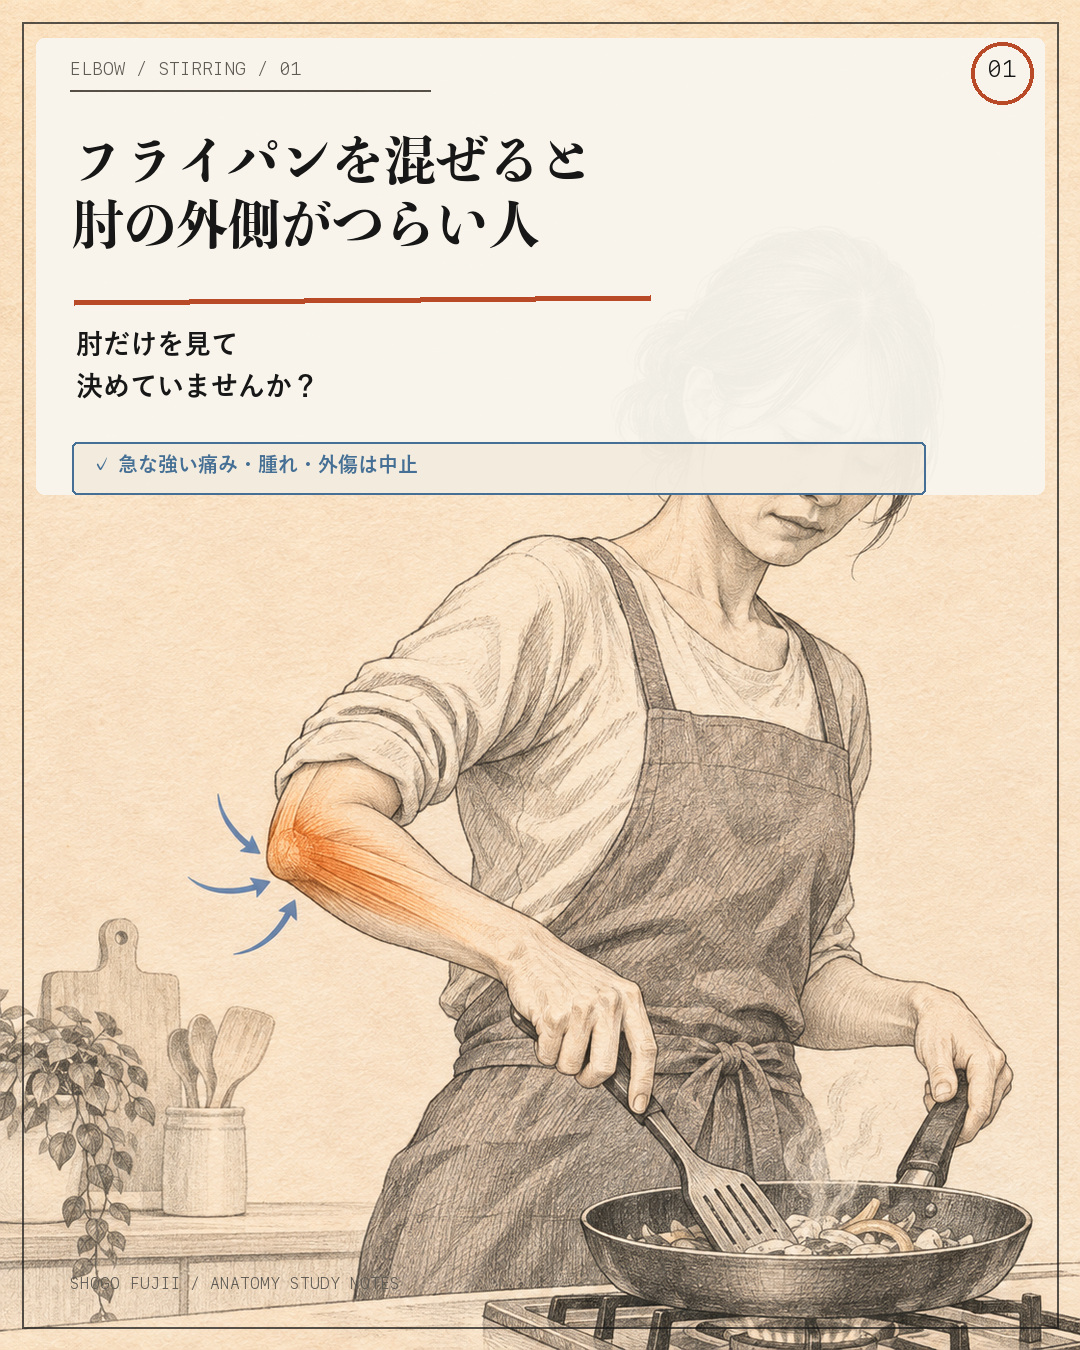 ELBOW / STIRRING / 01
01
フライパンを混ぜると
肘の外側がつらい人
肘だけを見て
決めていませんか？
✓ 急な強い痛み・腫れ・外傷は中止
SHOGO FUJII / ANATOMY STUDY NOTES